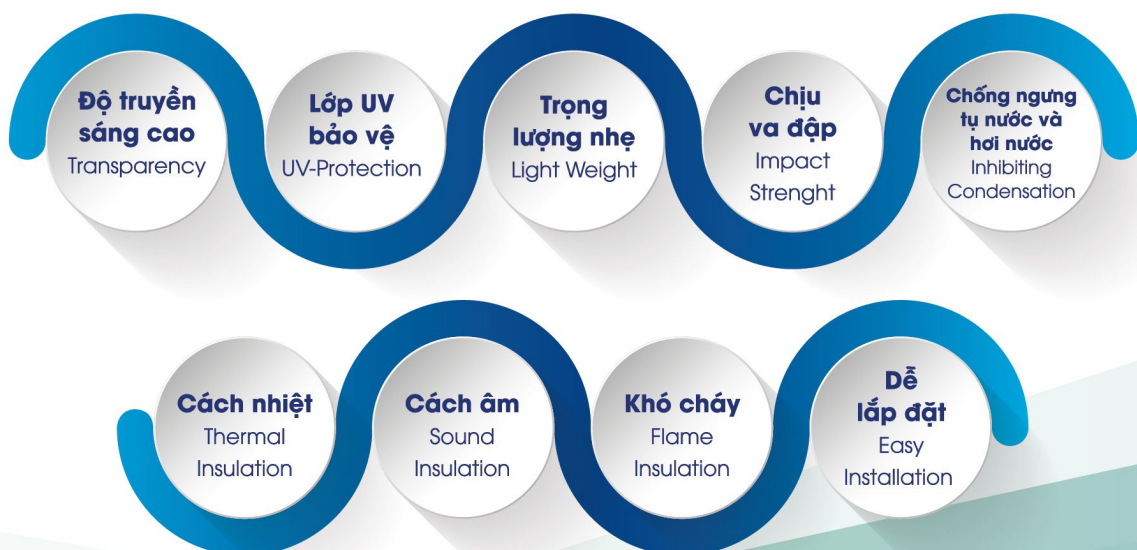 Độ truyền
sáng cao
Transparency
Lớp UV
bảo vệ
UV-Protection
Trọng
lượng nhẹ
Light Weight
Chịu
va đập
Impact
Strenght
Chống ngưng
tụ nước và
hơi nước
Inhibiting
Condensation
Cách nhiệt
Thermal
Insulation
Cách âm
Sound
Insulation
Khó cháy
Flame
Insulation
Dễ
lắp đặt
Easy
Installation